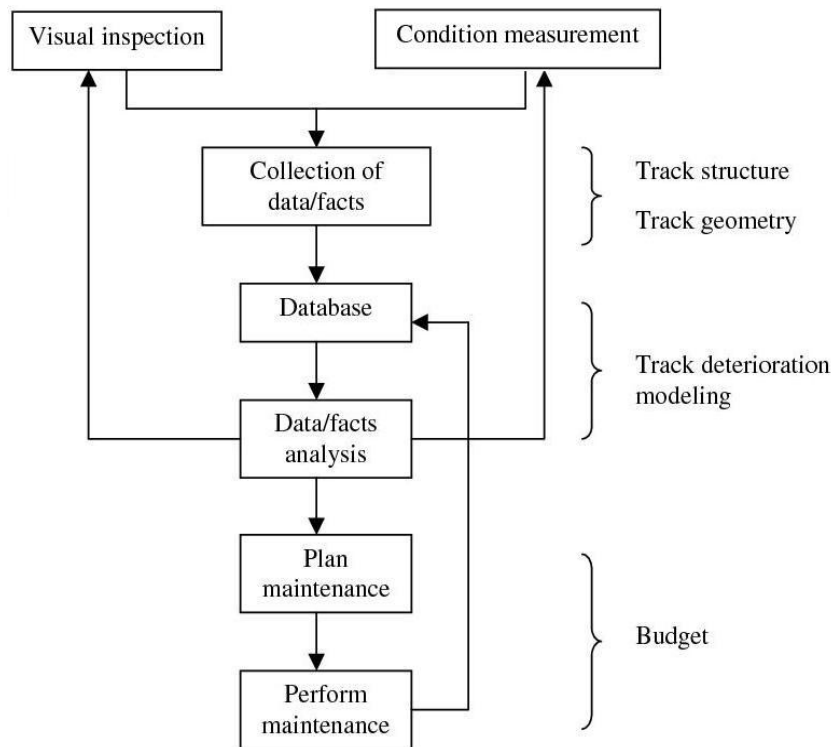 Visual inspection
Condition measurement
Collection of
data/facts
Track structure
Track geometry
Database
Track deterioration
modeling
Data/facts
analysis
Plan
maintenance
Budget
Perform
maintenance